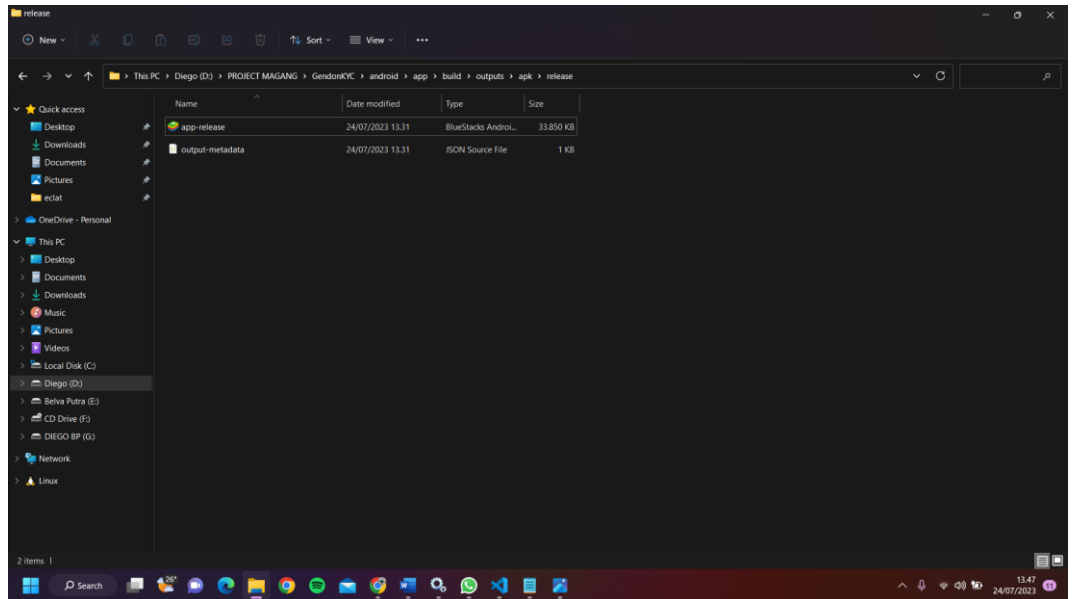 release
New
Sort
View
This PC > Diego (D:) > PROJECT MAGANG > GendonKYC > android > app > build > outputs > apk > release
Name Date modified Type Size
app-release 24/07/2023 13.31 BlueStacks Androi... 33.850 KB
output-metadata 24/07/2023 13.31 JSON Source File 1 KB
Quick access
Desktop
Downloads
Documents
Pictures
eclat
OneDrive - Personal
This PC
Desktop
Documents
Downloads
Music
Pictures
Videos
Local Disk (C:)
Diego (D:)
Belva Putra (E:)
CD Drive (F:)
DIEGO BP (G:)
Network
Linux
2 items
Search
26°
13.47
24/07/2023
11